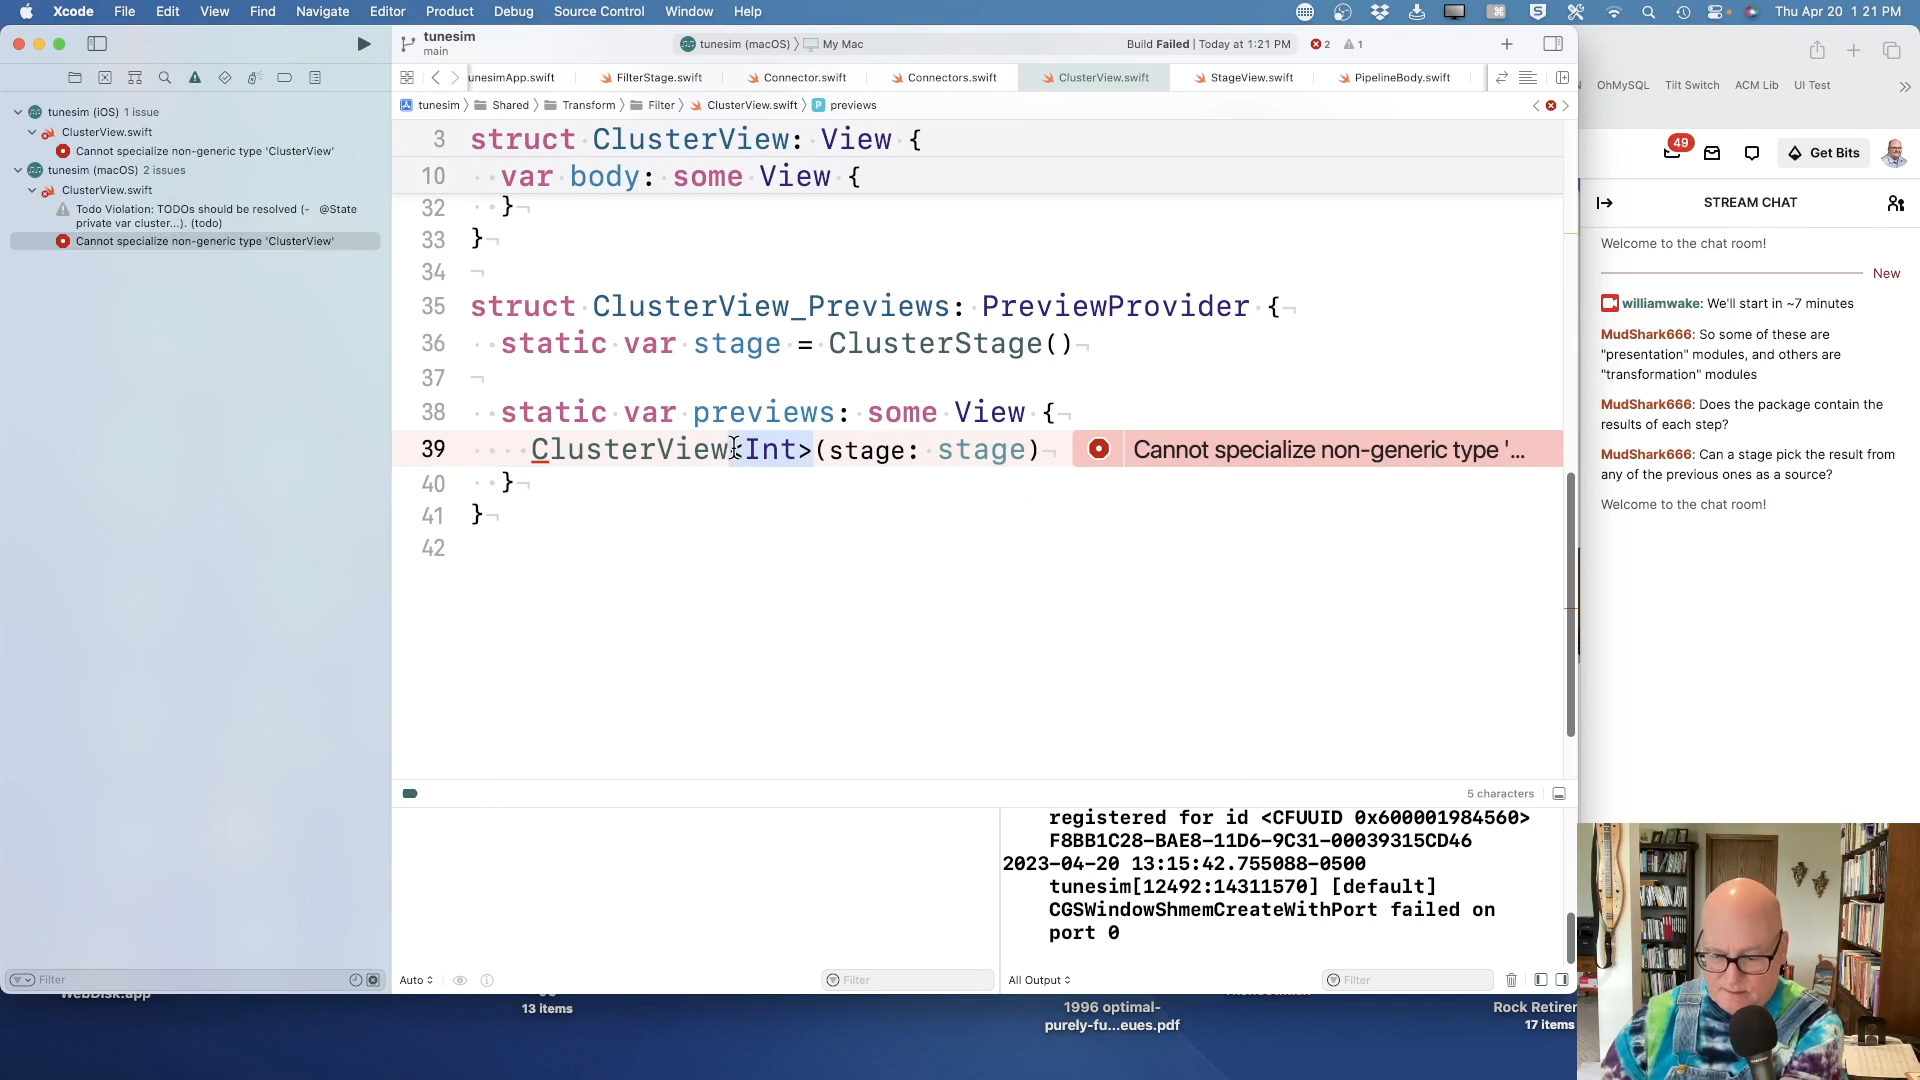 Xcode File Edit View Find Navigate Editor Product Debug Source Control Window Help Thu Apr 20 1 21 PM
tunesim
main
tunesim (macOS) My Mac Build Failed | Today at 1:21 PM 2 1
unesimApp.swift FilterStage.swift Connector.swift Connectors.swift ClusterView.swift StageView.swift PipelineBody.swift
tunesim Shared Transform Filter ClusterView.swift P previews
tunesim (iOS) 1 issue
ClusterView.swift
Cannot specialize non-generic type 'ClusterView'
tunesim (macOS) 2 issues
ClusterView.swift
Todo Violation: TODOs should be resolved (- @State
private var cluster...). (todo)
Cannot specialize non-generic type 'ClusterView'
Filter
3 struct ClusterView: View {
10 var body: some View {
32 }
33 }
34
35 struct ClusterView_Previews: PreviewProvider {
36 static var stage = ClusterStage()
37
38 static var previews: some View {
39 ClusterView<Int>(stage: stage) Cannot specialize non-generic type '...
40 }
41 }
42
5 characters
registered for id <CFUUID 0x600001984560>
F8BB1C28-BAE8-11D6-9C31-00039315CD46
2023-04-20 13:15:42.755088-0500
tunesim[12492:14311570] [default]
CGSWindowShmemCreateWithPort failed on
port 0
Auto Filter All Output Filter
OhMySQL Tilt Switch ACM Lib UI Test
49 Get Bits
STREAM CHAT
Welcome to the chat room!
New
williamwake: We'll start in ~7 minutes
MudShark666: So some of these are
"presentation" modules, and others are
"transformation" modules
MudShark666: Does the package contain the
results of each step?
MudShark666: Can a stage pick the result from
any of the previous ones as a source?
Welcome to the chat room!
WebDisk.app
13 items
1996 optimal-
purely-fu...eues.pdf
Rock Retirer
17 items